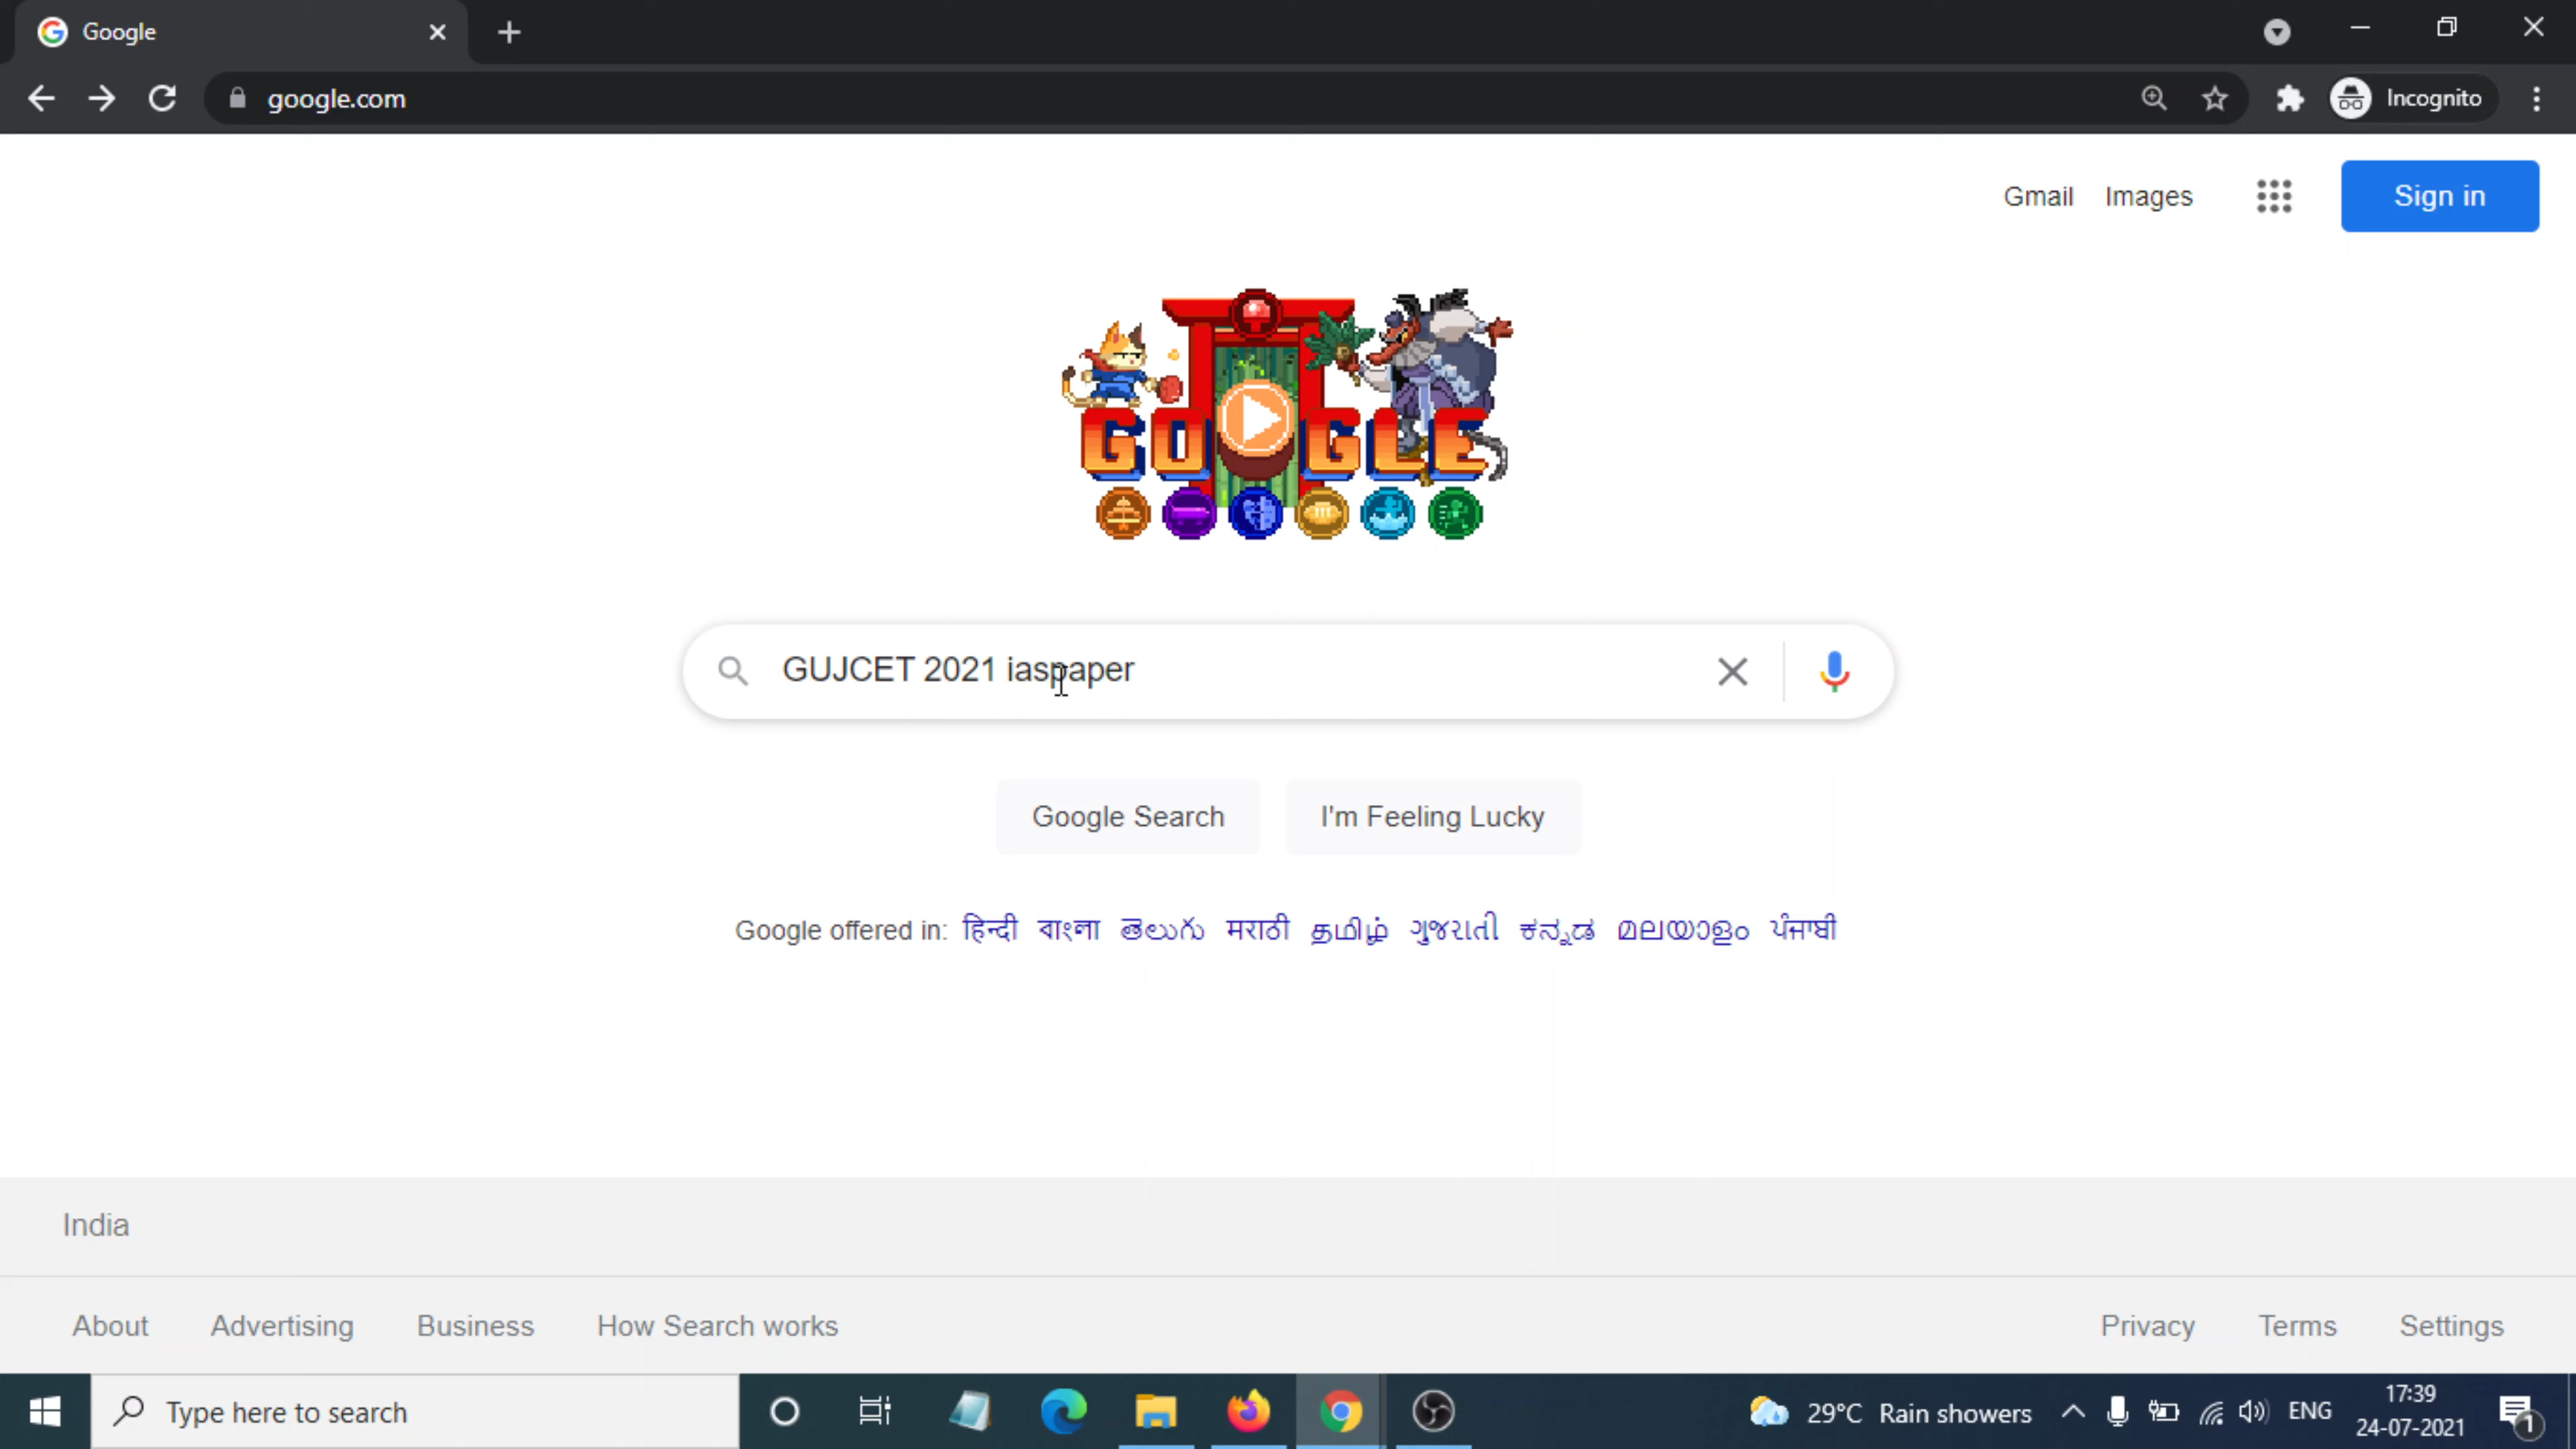 Google
google.com
Incognito
Gmail Images Sign in
GOOGLE
GUJCET 2021 iaspaper
Google Search I'm Feeling Lucky
Google offered in: हिन्दी বাংলা తెలుగు मराठी தமிழ் ગુજરાતી ಕನ್ನಡ മലയാളം ਪੰਜਾਬੀ
India
About Advertising Business How Search works Privacy Terms Settings
Type here to search 29°C Rain showers ENG 17:39
24-07-2021 1